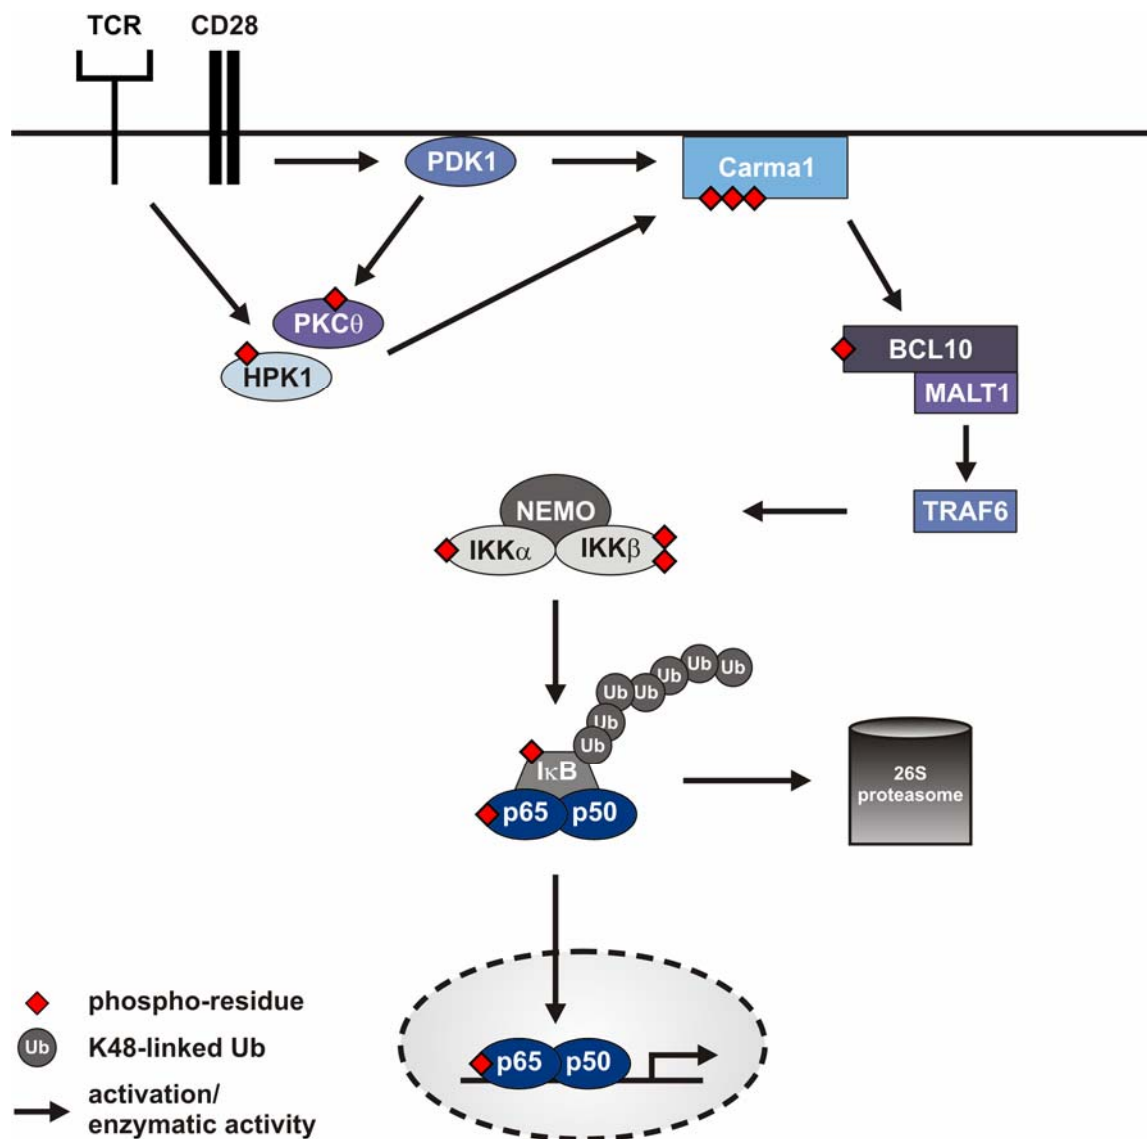 TCR
CD28
PDK1
Carma1
PKCθ
HPK1
BCL10
MALT1
TRAF6
NEMO
IKKα
IKKβ
Ub
Ub
Ub
Ub
Ub
Ub
Ub
IκB
p65
p50
26S
proteasome
p65
p50
phospho-residue
Ub
K48-linked Ub
activation/
enzymatic activity